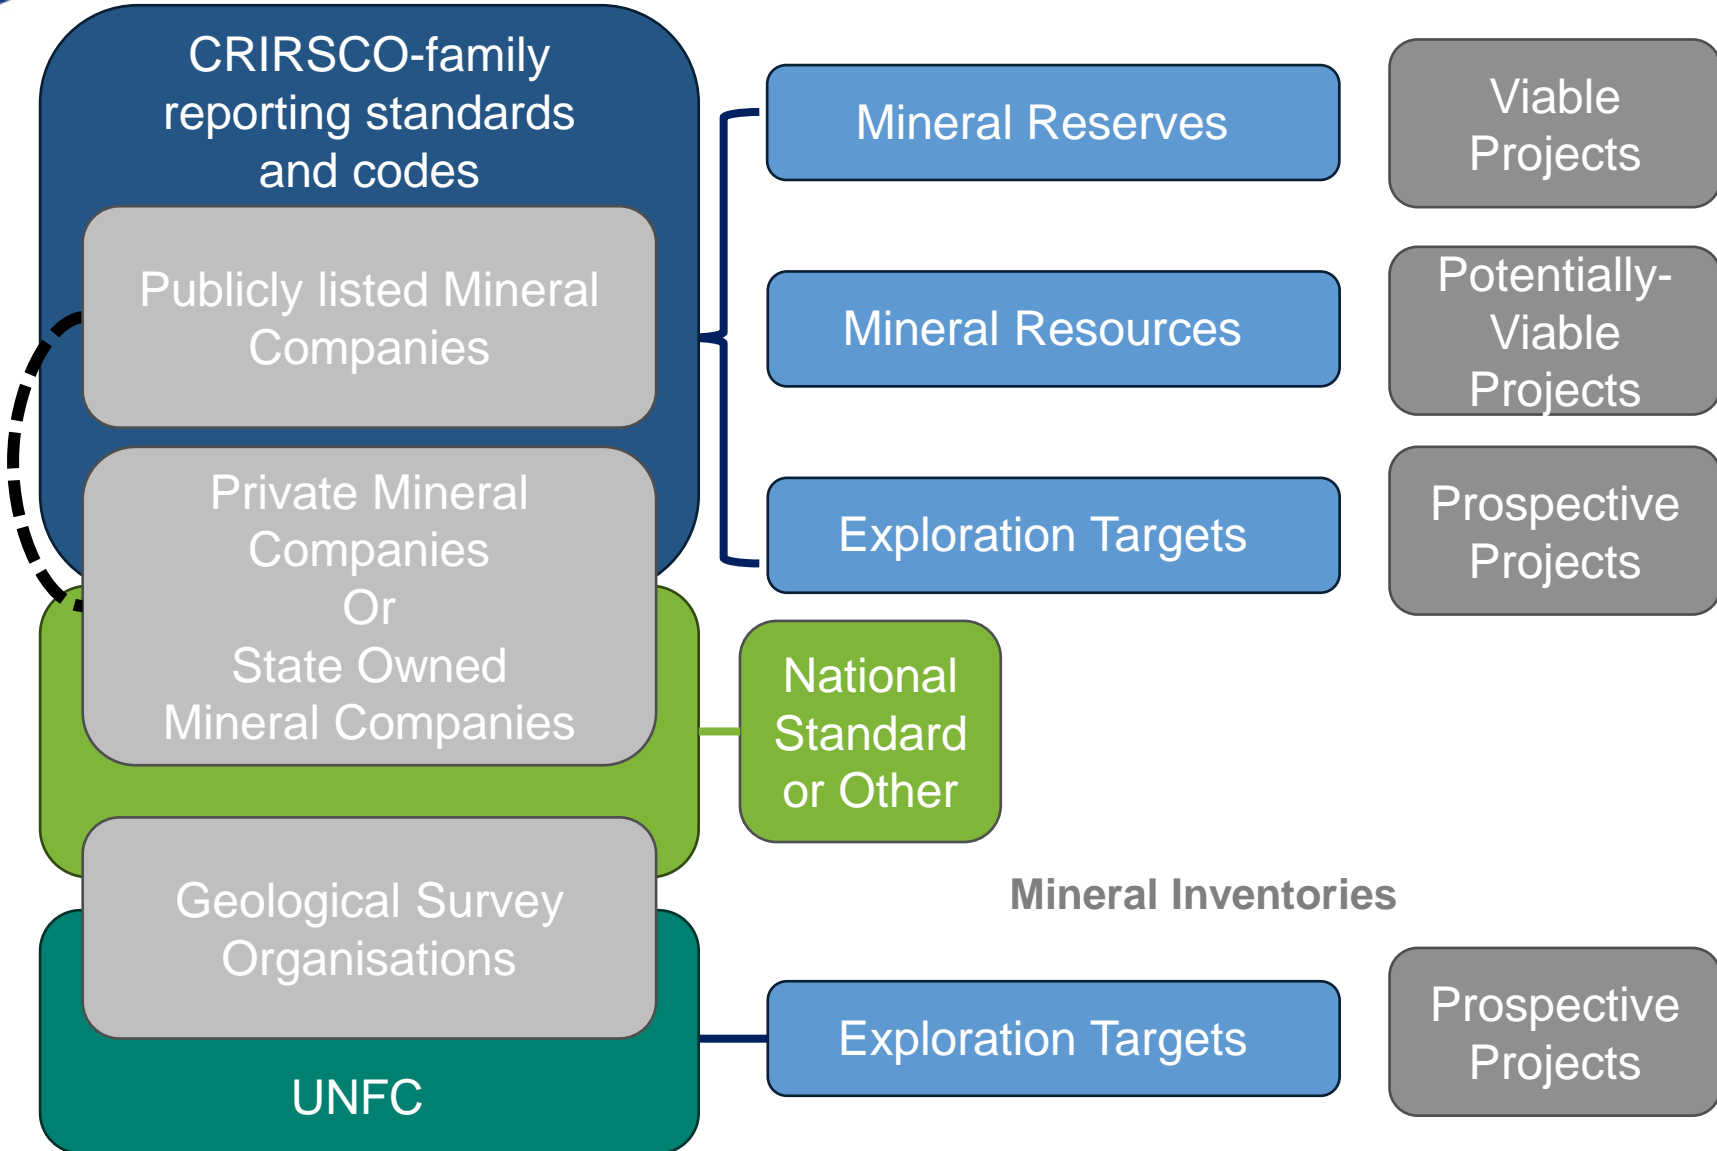 CRIRSCO-family
reporting standards
and codes
Publicly listed Mineral
Companies
Private Mineral
Companies
Or
State Owned
Mineral Companies
Geological Survey
Organisations
UNFC
Mineral Reserves
Mineral Resources
Exploration Targets
National
Standard
or Other
Mineral Inventories
Exploration Targets
Viable
Projects
Potentially-
Viable
Projects
Prospective
Projects
Prospective
Projects